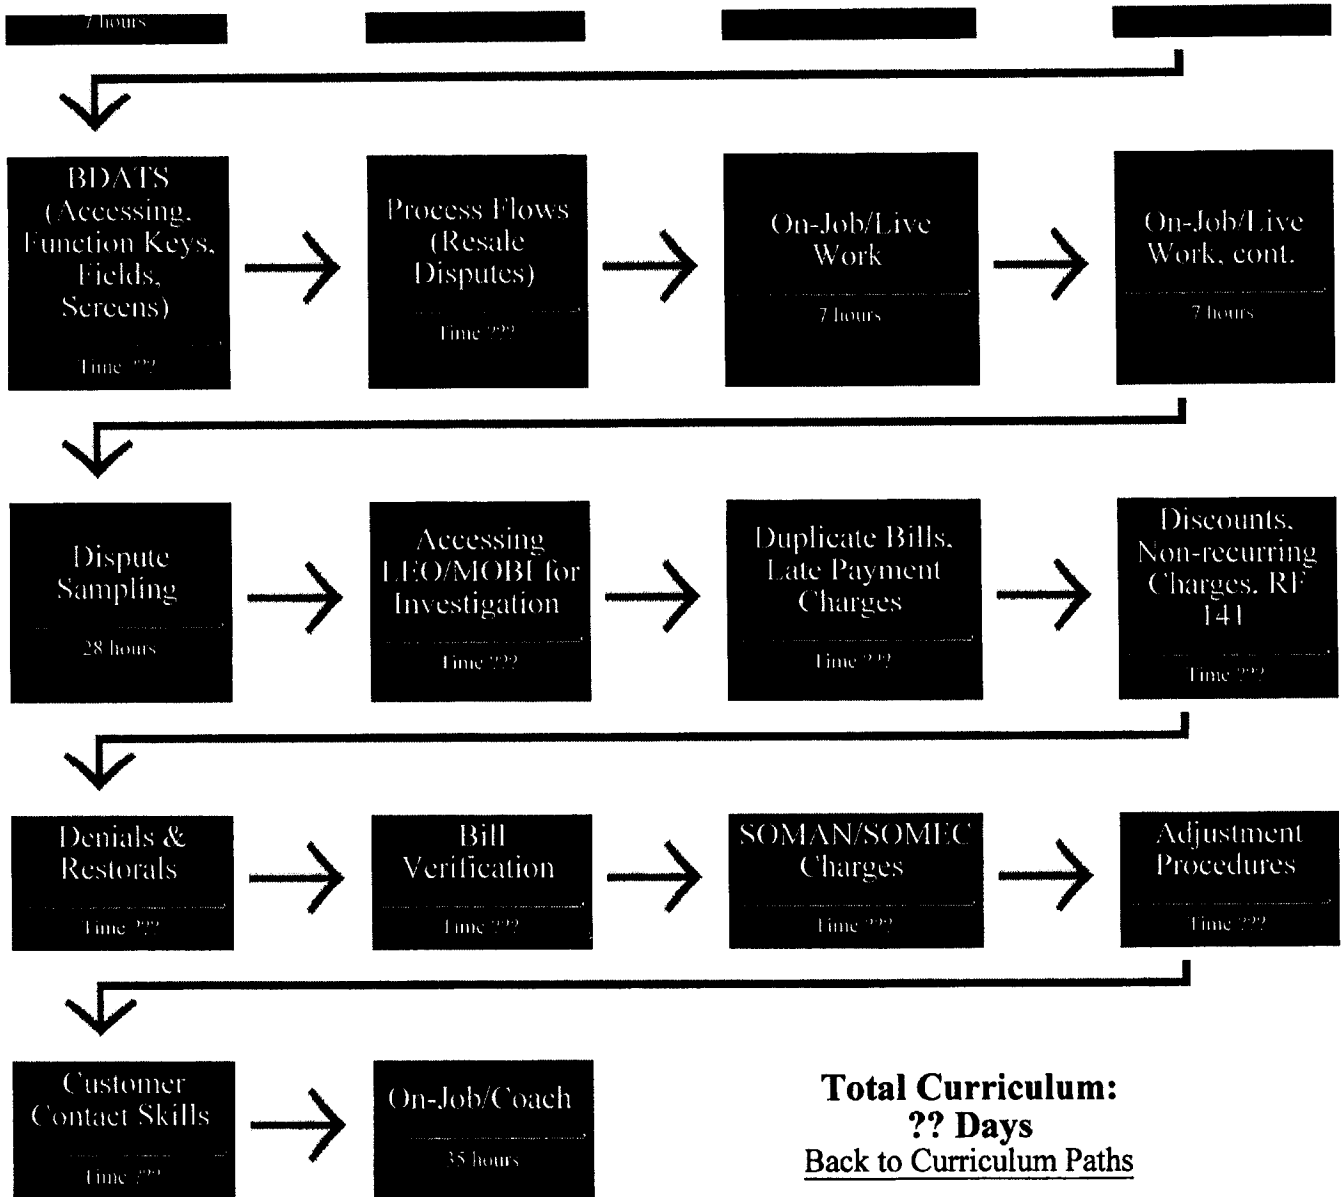 7 hours
BDATS
(Accessing,
Function Keys,
Fields,
Screens)
Time ???
Process Flows
(Resale
Disputes)
Time ???
On-Job/Live
Work
7 hours
On-Job/Live
Work, cont.
7 hours
Dispute
Sampling
28 hours
Accessing
LEO/MOBI for
Investigation
Time ???
Duplicate Bills,
Late Payment
Charges
Time ???
Discounts,
Non-recurring
Charges, RF
141
Time ???
Denials &
Restorals
Time ???
Bill
Verification
Time ???
SOMAN/SOMEC
Charges
Time ???
Adjustment
Procedures
Time ???
Customer
Contact Skills
Time ???
On-Job/Coach
35 hours
Total Curriculum:
?? Days
Back to Curriculum Paths